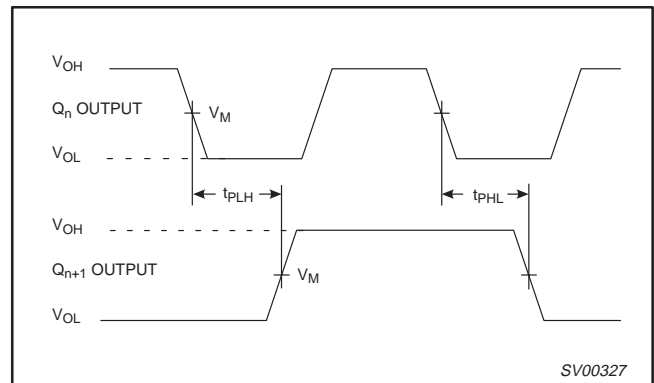 VOH
Qn OUTPUT
VM
VOL
tPLH
tPHL
VOH
Qn+1 OUTPUT
VM
VOL
SV00327